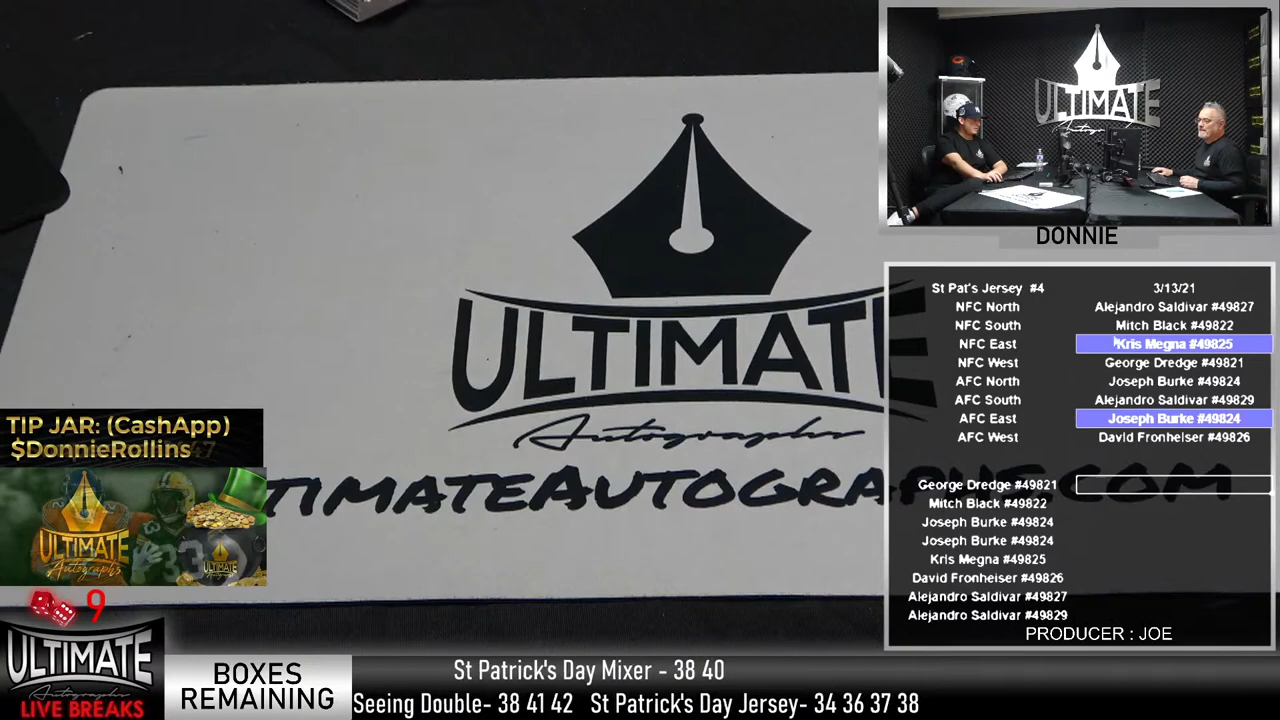 ULTIMATE
Autographs
DONNIE
ULTIMATE
Autographs
St Pat's Jersey #4 3/13/21
NFC North Alejandro Saldivar #49827
NFC South Mitch Black #49822
NFC East Kris Megna #49825
NFC West George Dredge #49821
AFC North Joseph Burke #49824
AFC South Alejandro Saldivar #49829
AFC East Joseph Burke #49824
AFC West David Fronheiser #49826
George Dredge #49821
Mitch Black #49822
Joseph Burke #49824
Joseph Burke #49824
Kris Megna #49825
David Fronheiser #49826
Alejandro Saldivar #49827
Alejandro Saldivar #49829
PRODUCER : JOE
TIP JAR: (CashApp)
$DonnieRollins
ULTIMATE
Autographs
ULTIMATE
9
ULTIMATE
Autographs
LIVE BREAKS
BOXES
REMAINING
St Patrick's Day Mixer - 38 40
Seeing Double- 38 41 42 St Patrick's Day Jersey- 34 36 37 38